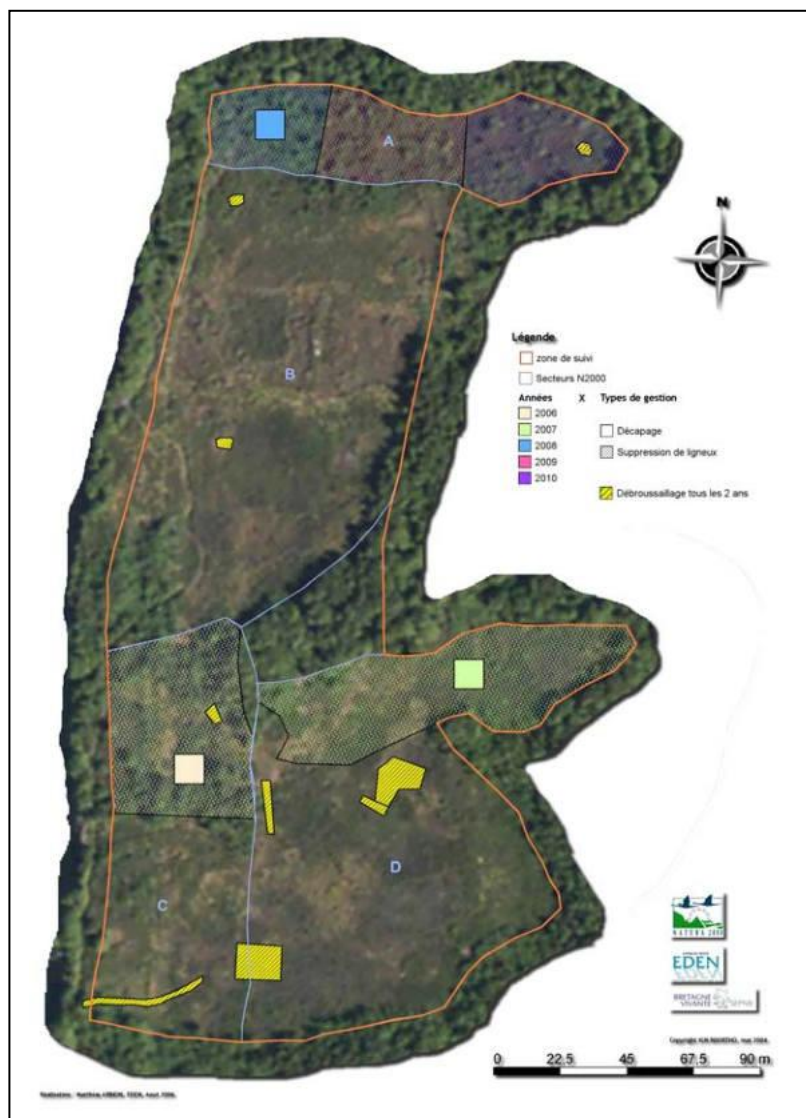 A
N
B
Légende
zone de suivi
Secteurs N2000
Années X Types de gestion
2006
2007
2008
2009
2010
Décapage
Suppression de ligneux
Débroussaillage tous les 2 ans
C
D
NATURA 2000
EDEN
BRETAGNE
VIVANTE
0 22,5 45 67,5 90 m